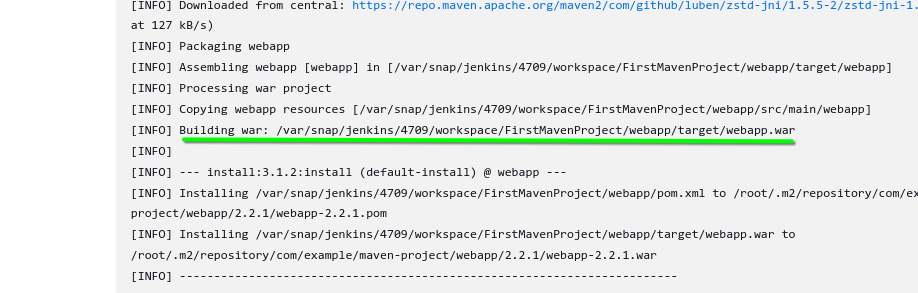 [INFO] Downloaded from central: https://repo.maven.apache.org/maven2/com/github/luben/zstd-jni/1.5.5-2/zstd-jni-1.
at 127 kB/s)
[INFO] Packaging webapp
[INFO] Assembling webapp [webapp] in [/var/snap/jenkins/4709/workspace/FirstMavenProject/webapp/target/webapp]
[INFO] Processing war project
[INFO] Copying webapp resources [/var/snap/jenkins/4709/workspace/FirstMavenProject/webapp/src/main/webapp]
[INFO] Building war: /var/snap/jenkins/4709/workspace/FirstMavenProject/webapp/target/webapp.war
[INFO]
[INFO] --- install:3.1.2:install (default-install) @ webapp ---
[INFO] Installing /var/snap/jenkins/4709/workspace/FirstMavenProject/webapp/pom.xml to /root/.m2/repository/com/ex
project/webapp/2.2.1/webapp-2.2.1.pom
[INFO] Installing /var/snap/jenkins/4709/workspace/FirstMavenProject/webapp/target/webapp.war to
/root/.m2/repository/com/example/maven-project/webapp/2.2.1/webapp-2.2.1.war
[INFO] ------------------------------------------------------------------------